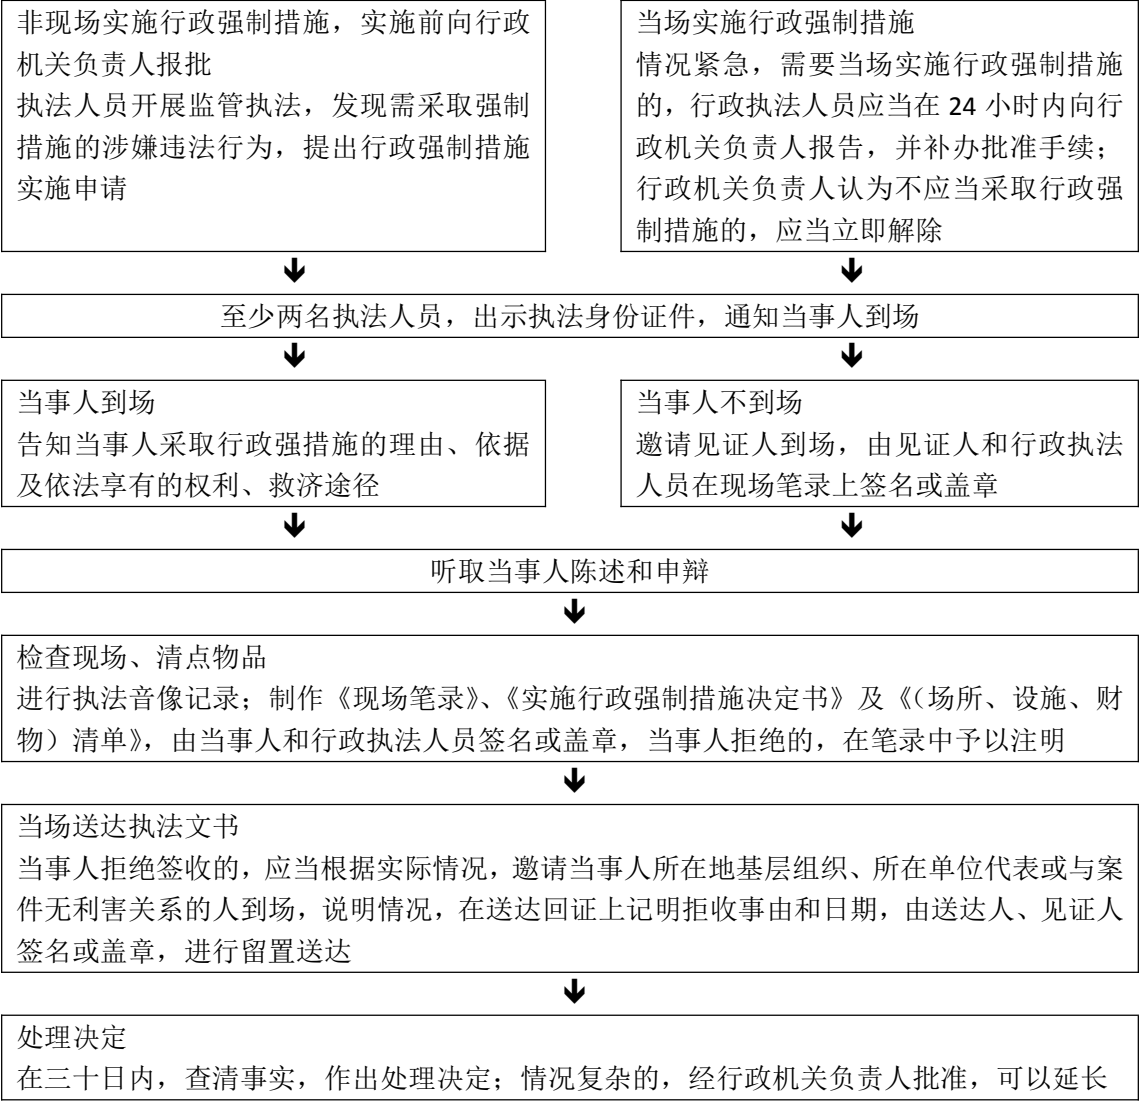 非现场实施行政强制措施，实施前向行政
机关负责人报批
执法人员开展监管执法，发现需采取强制
措施的涉嫌违法行为，提出行政强制措施
实施申请
当场实施行政强制措施
情况紧急，需要当场实施行政强制措施
的，行政执法人员应当在 24 小时内向行
政机关负责人报告，并补办批准手续；
行政机关负责人认为不应当采取行政强
制措施的，应当立即解除
至少两名执法人员，出示执法身份证件，通知当事人到场
当事人到场
告知当事人采取行政强措施的理由、依据
及依法享有的权利、救济途径
当事人不到场
邀请见证人到场，由见证人和行政执法
人员在现场笔录上签名或盖章
听取当事人陈述和申辩
检查现场、清点物品
进行执法音像记录；制作《现场笔录》、《实施行政强制措施决定书》及《（场所、设施、财
物）清单》，由当事人和行政执法人员签名或盖章，当事人拒绝的，在笔录中予以注明
当场送达执法文书
当事人拒绝签收的，应当根据实际情况，邀请当事人所在地基层组织、所在单位代表或与案
件无利害关系的人到场，说明情况，在送达回证上记明拒收事由和日期，由送达人、见证人
签名或盖章，进行留置送达
处理决定
在三十日内，查清事实，作出处理决定；情况复杂的，经行政机关负责人批准，可以延长